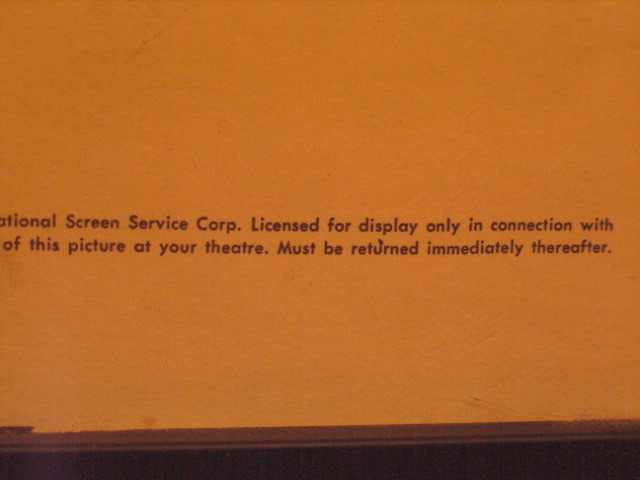 ational Screen Service Corp. Licensed for display only in connection with
of this picture at your theatre. Must be returned immediately thereafter.